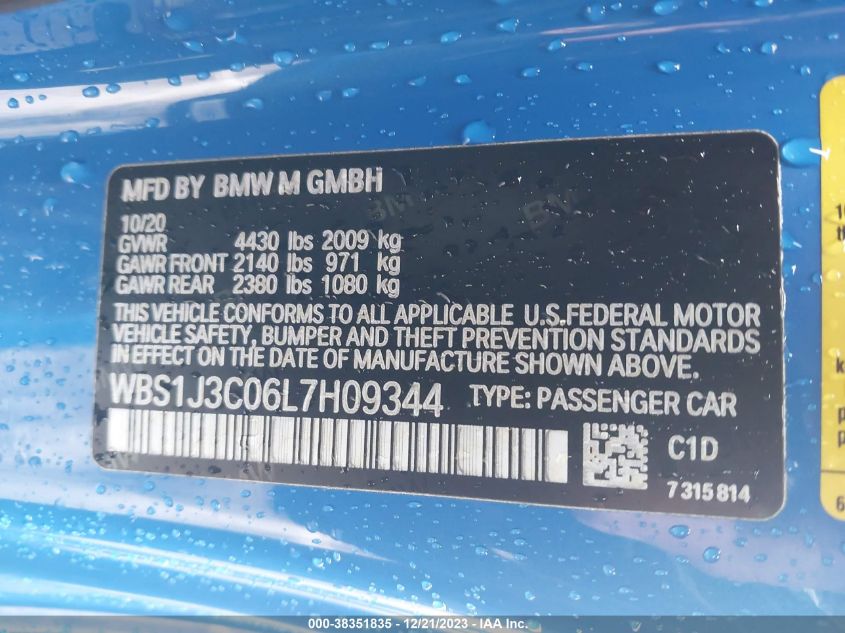 MFD BY BMW M GMBH
10/20
GVWR 4430 lbs 2009 kg
GAWR FRONT 2140 lbs 971 kg
GAWR REAR 2380 lbs 1080 kg
THIS VEHICLE CONFORMS TO ALL APPLICABLE U.S.FEDERAL MOTOR
VEHICLE SAFETY, BUMPER AND THEFT PREVENTION STANDARDS
IN EFFECT ON THE DATE OF MANUFACTURE SHOWN ABOVE.
WBS1J3C06L7H09344 TYPE: PASSENGER CAR
C1D
7 315 814
000-38351835 - 12/21/2023 - www.iaai.com